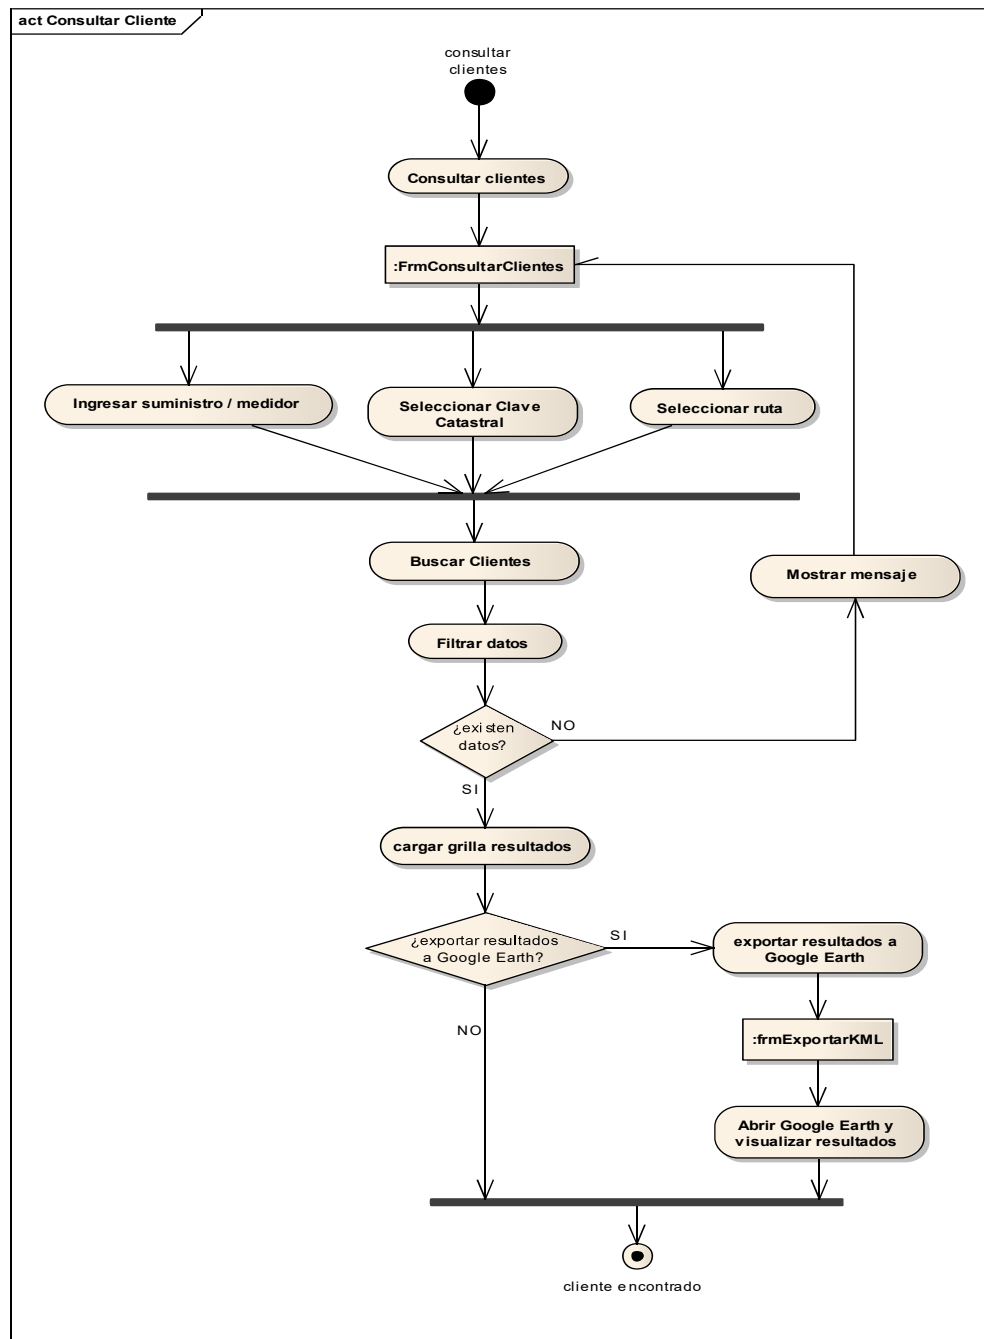 act Consultar Cliente
consultar
clientes
Consultar clientes
:FrmConsultarClientes
Ingresar suministro / medidor
Seleccionar Clave
Catastral
Seleccionar ruta
Buscar Clientes
Mostrar mensaje
Filtrar datos
¿existen
datos?
NO
SI
cargar grilla resultados
¿exportar resultados
a Google Earth?
SI
exportar resultados a
Google Earth
NO
:frmExportarKML
Abrir Google Earth y
visualizar resultados
cliente encontrado